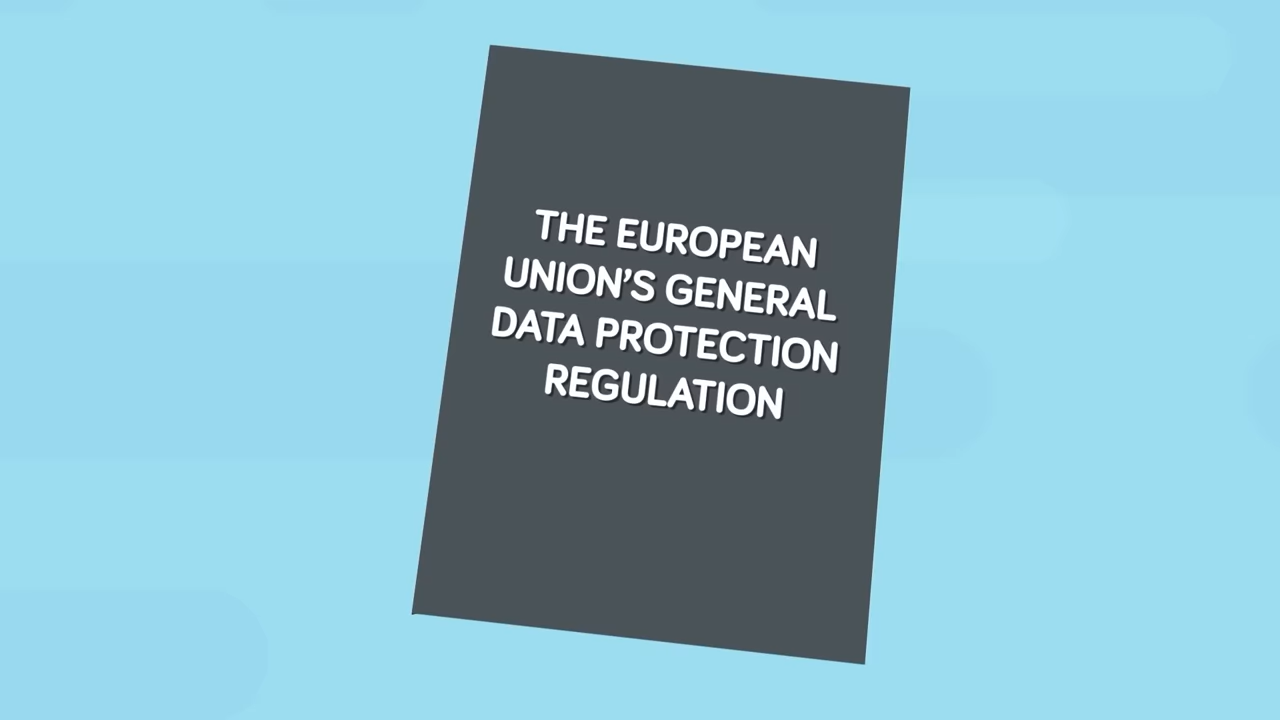 THE EUROPEAN
UNION’S GENERAL
DATA PROTECTION
REGULATION